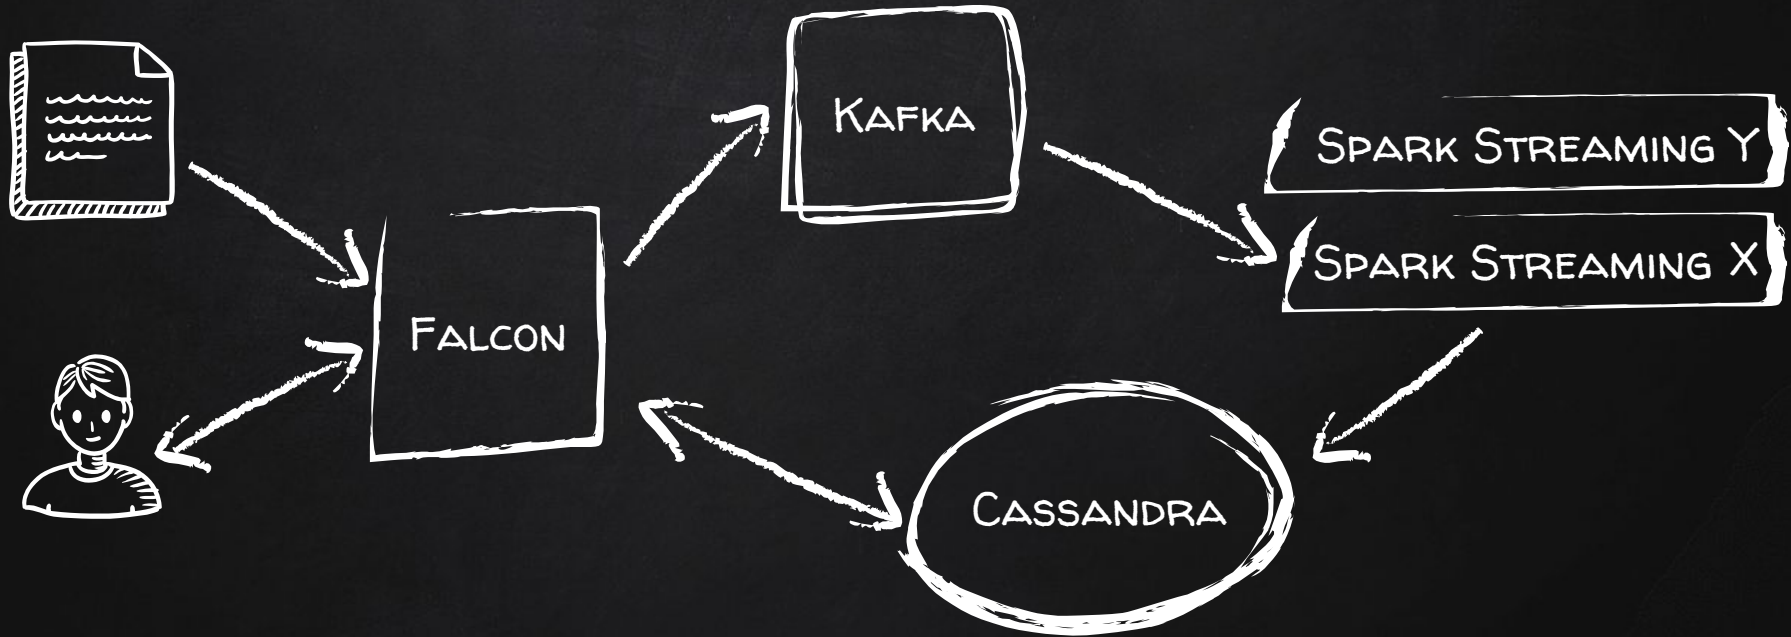 Kafka
Spark Streaming Y
Spark Streaming X
Falcon
Cassandra